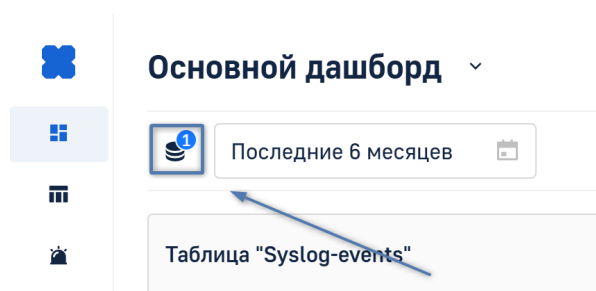 Основной дашборд
1
Последние 6 месяцев
Таблица "Syslog-events"